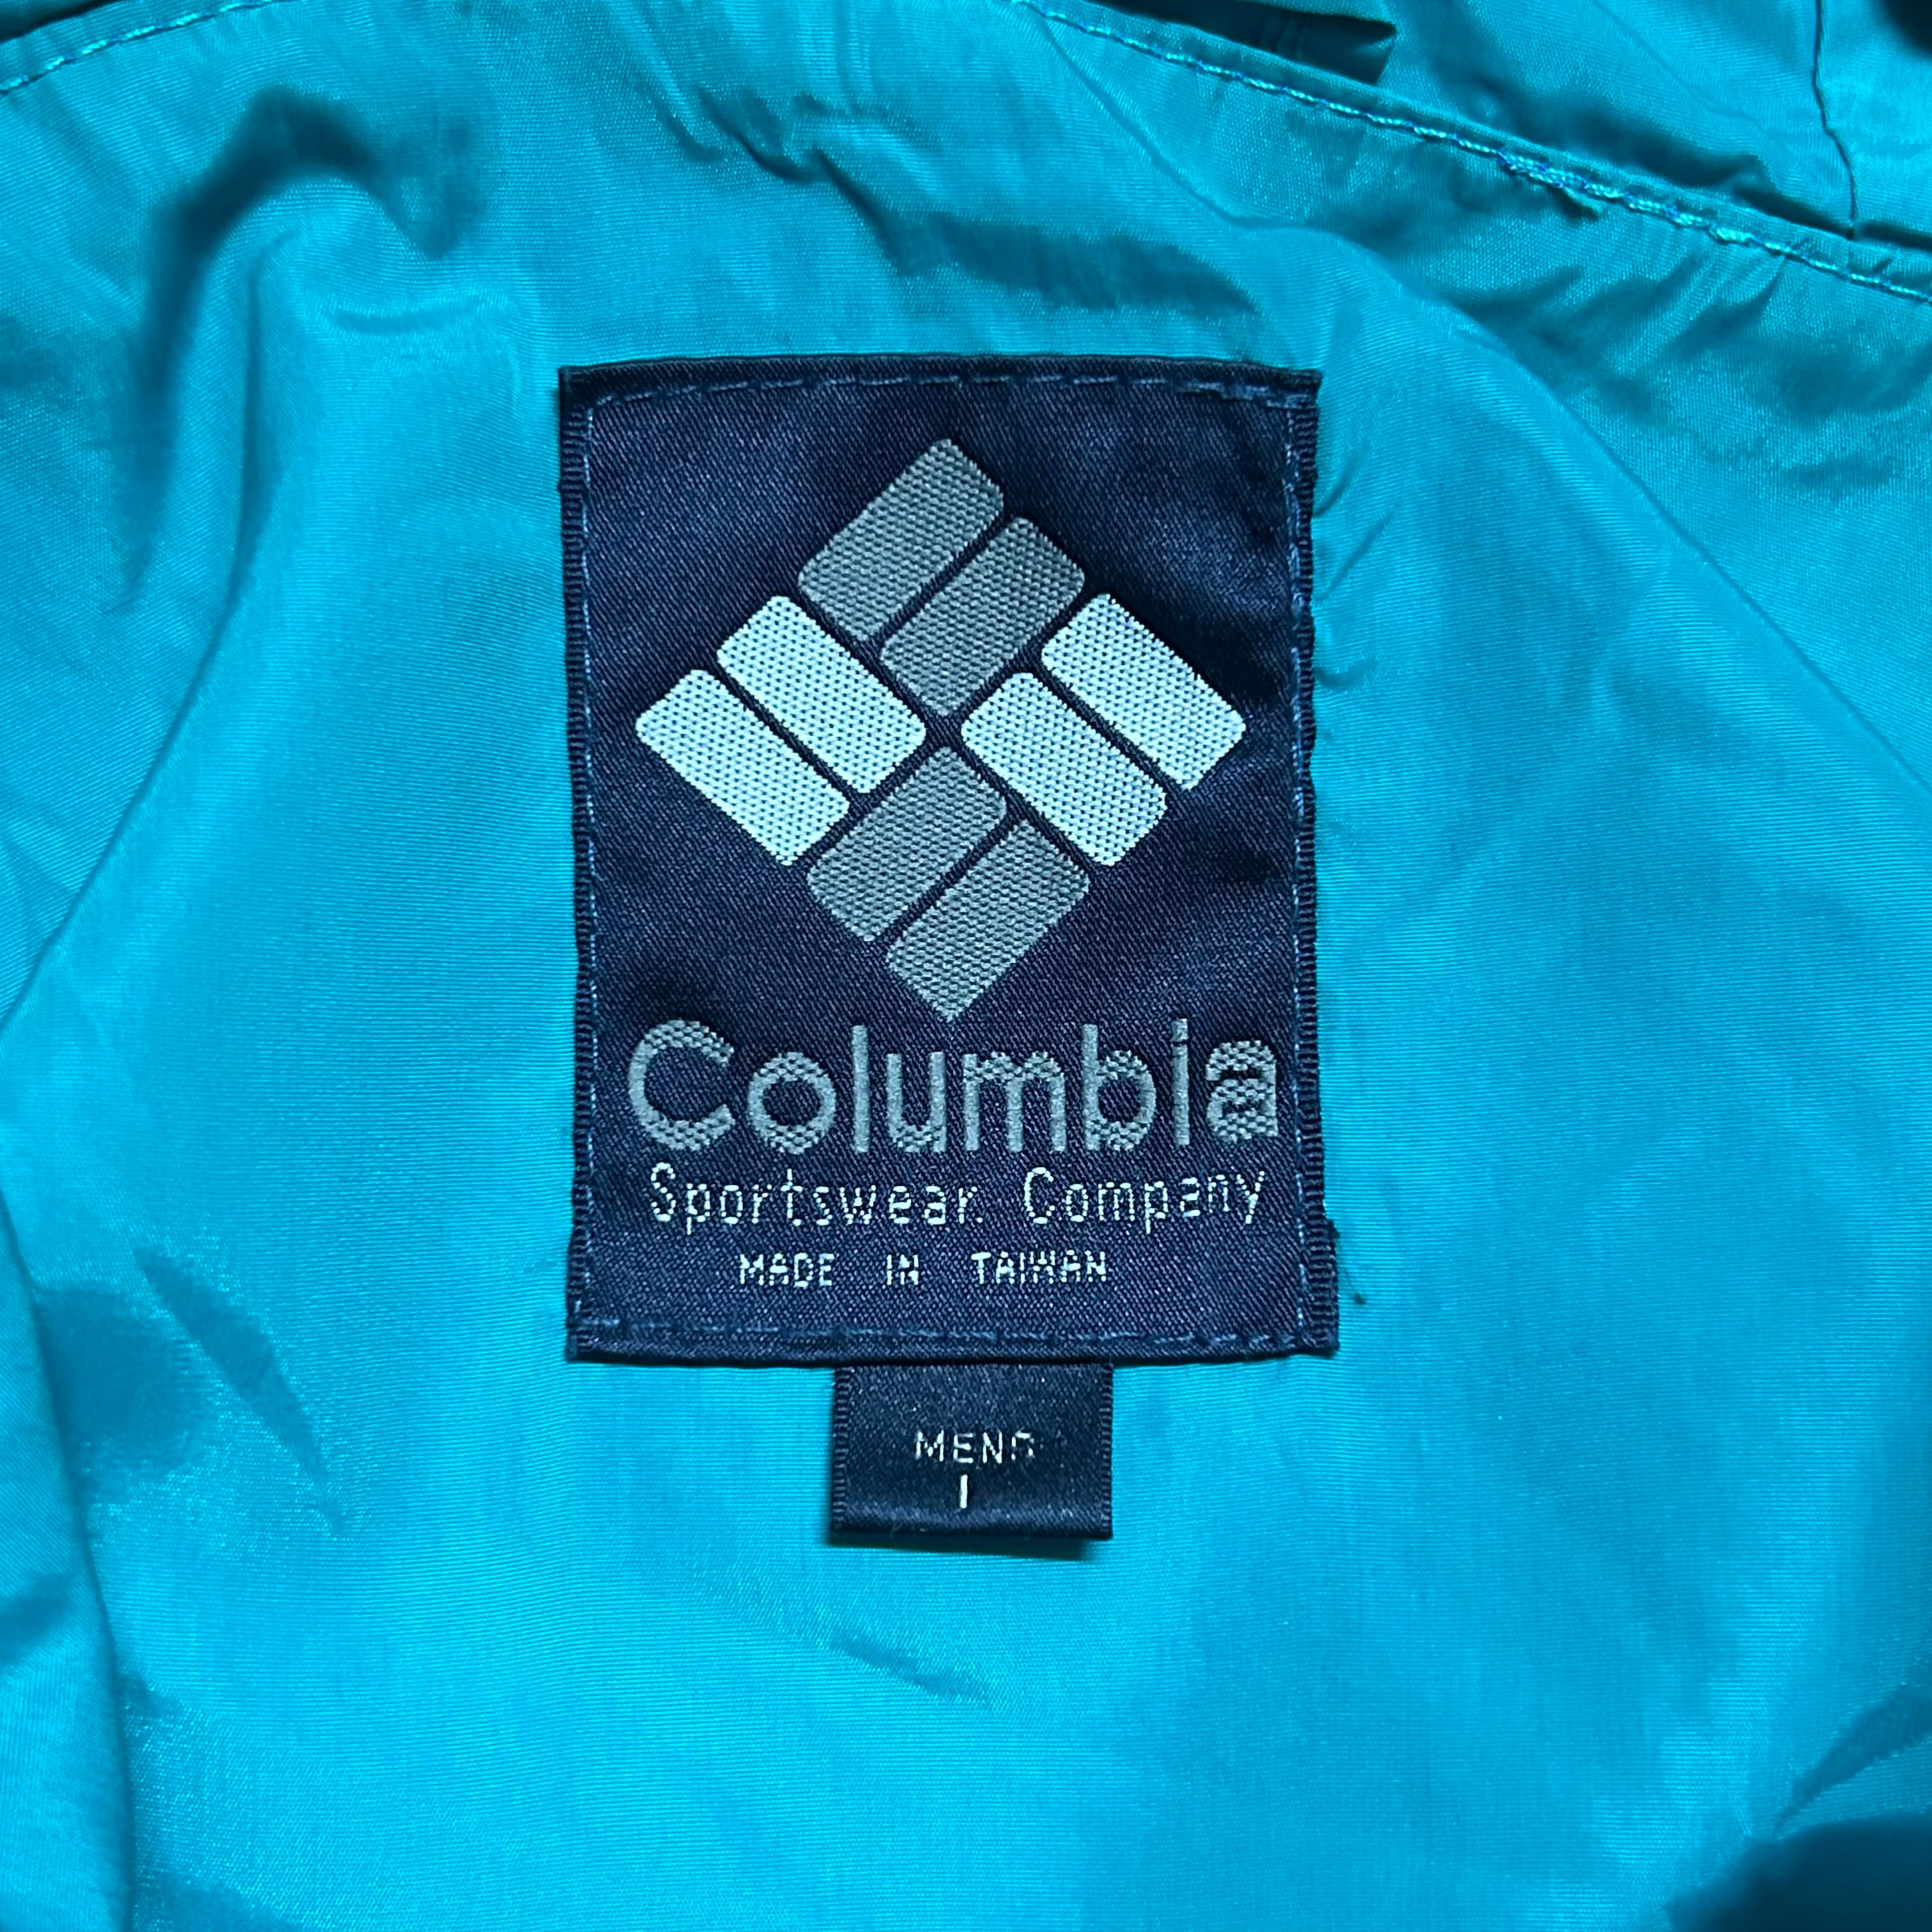 Columbia
Sportswear Company
MADE IN TAIWAN
MENS